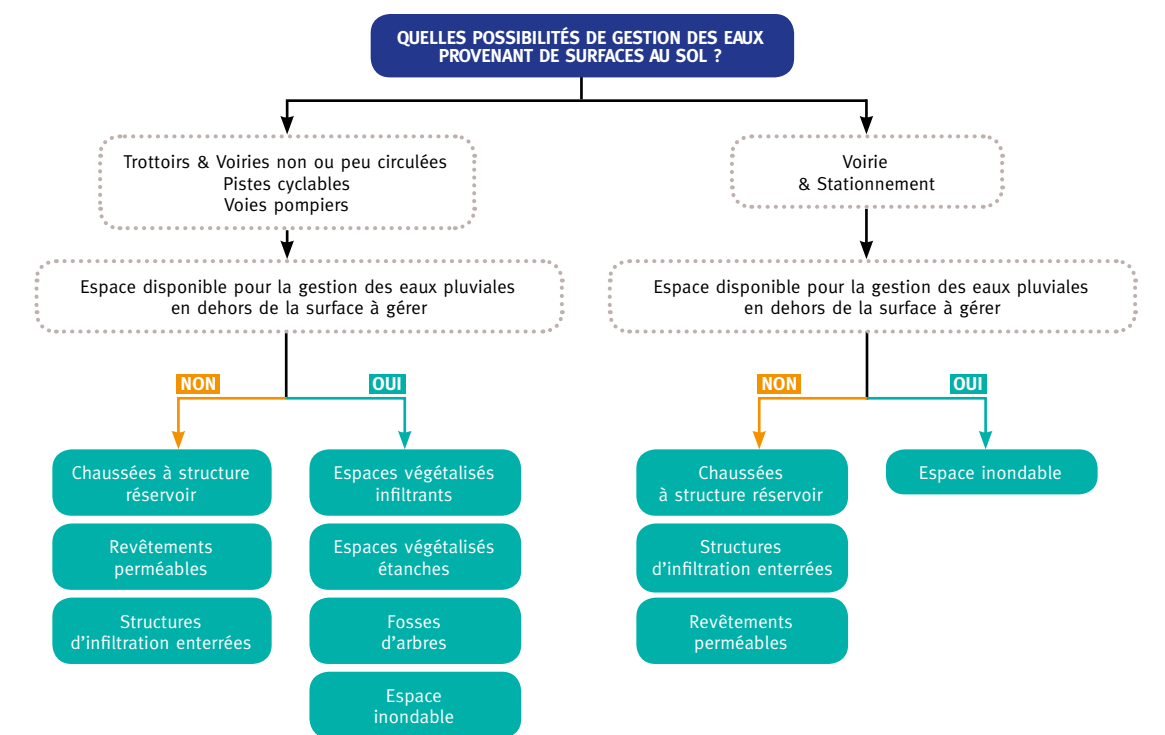 QUELLES POSSIBILITÉS DE GESTION DES EAUX
PROVENANT DE SURFACES AU SOL ?
Trottoirs & Voiries non ou peu circulées
Pistes cyclables
Voies pompiers
Voirie
& Stationnement
Espace disponible pour la gestion des eaux pluviales
en dehors de la surface à gérer
Espace disponible pour la gestion des eaux pluviales
en dehors de la surface à gérer
NON
OUI
NON
OUI
Chaussées à structure
réservoir
Revêtements
perméables
Structures
d'infiltration enterrées
Espaces végétalisés
infiltrants
Espaces végétalisés
étanches
Fosses
d'arbres
Espace
inondable
Chaussées
à structure réservoir
Structures
d'infiltration enterrées
Revêtements
perméables
Espace inondable